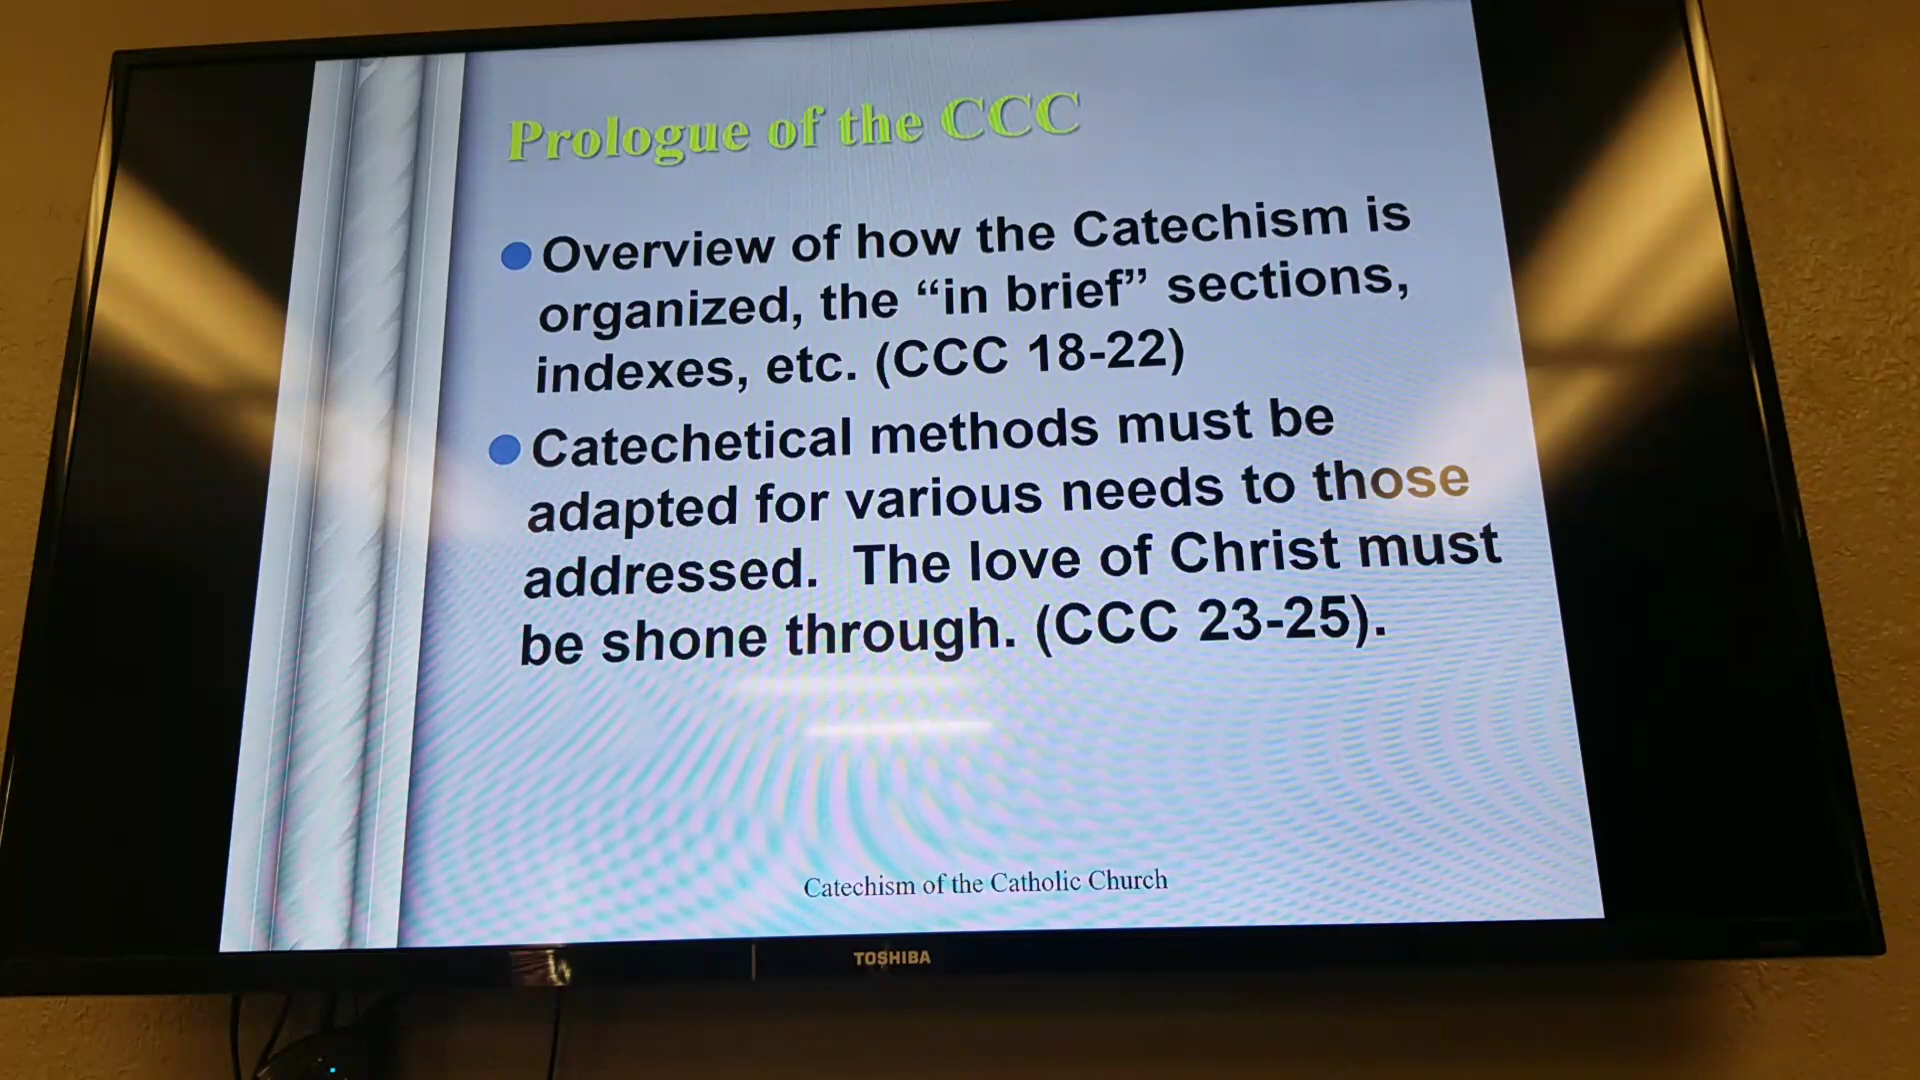 Prologue of the CCC
Overview of how the Catechism is
organized, the “in brief” sections,
indexes, etc. (CCC 18-22)
Catechetical methods must be
adapted for various needs to those
addressed.  The love of Christ must
be shone through. (CCC 23-25).
Catechism of the Catholic Church
TOSHIBA